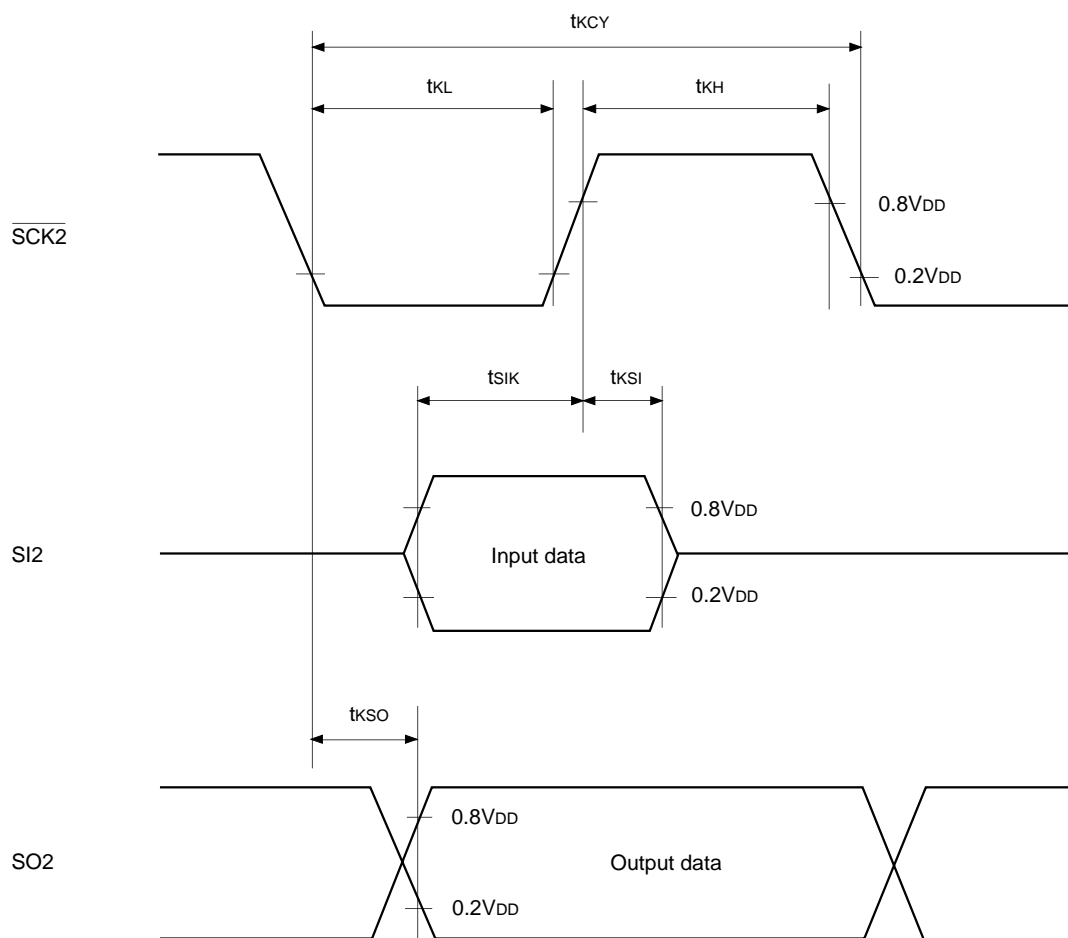 tKCY
tKL
tKH
SCK2
0.8VDD
0.2VDD
tSIK
tKSI
0.8VDD
SI2
Input data
0.2VDD
tKSO
0.8VDD
SO2
Output data
0.2VDD